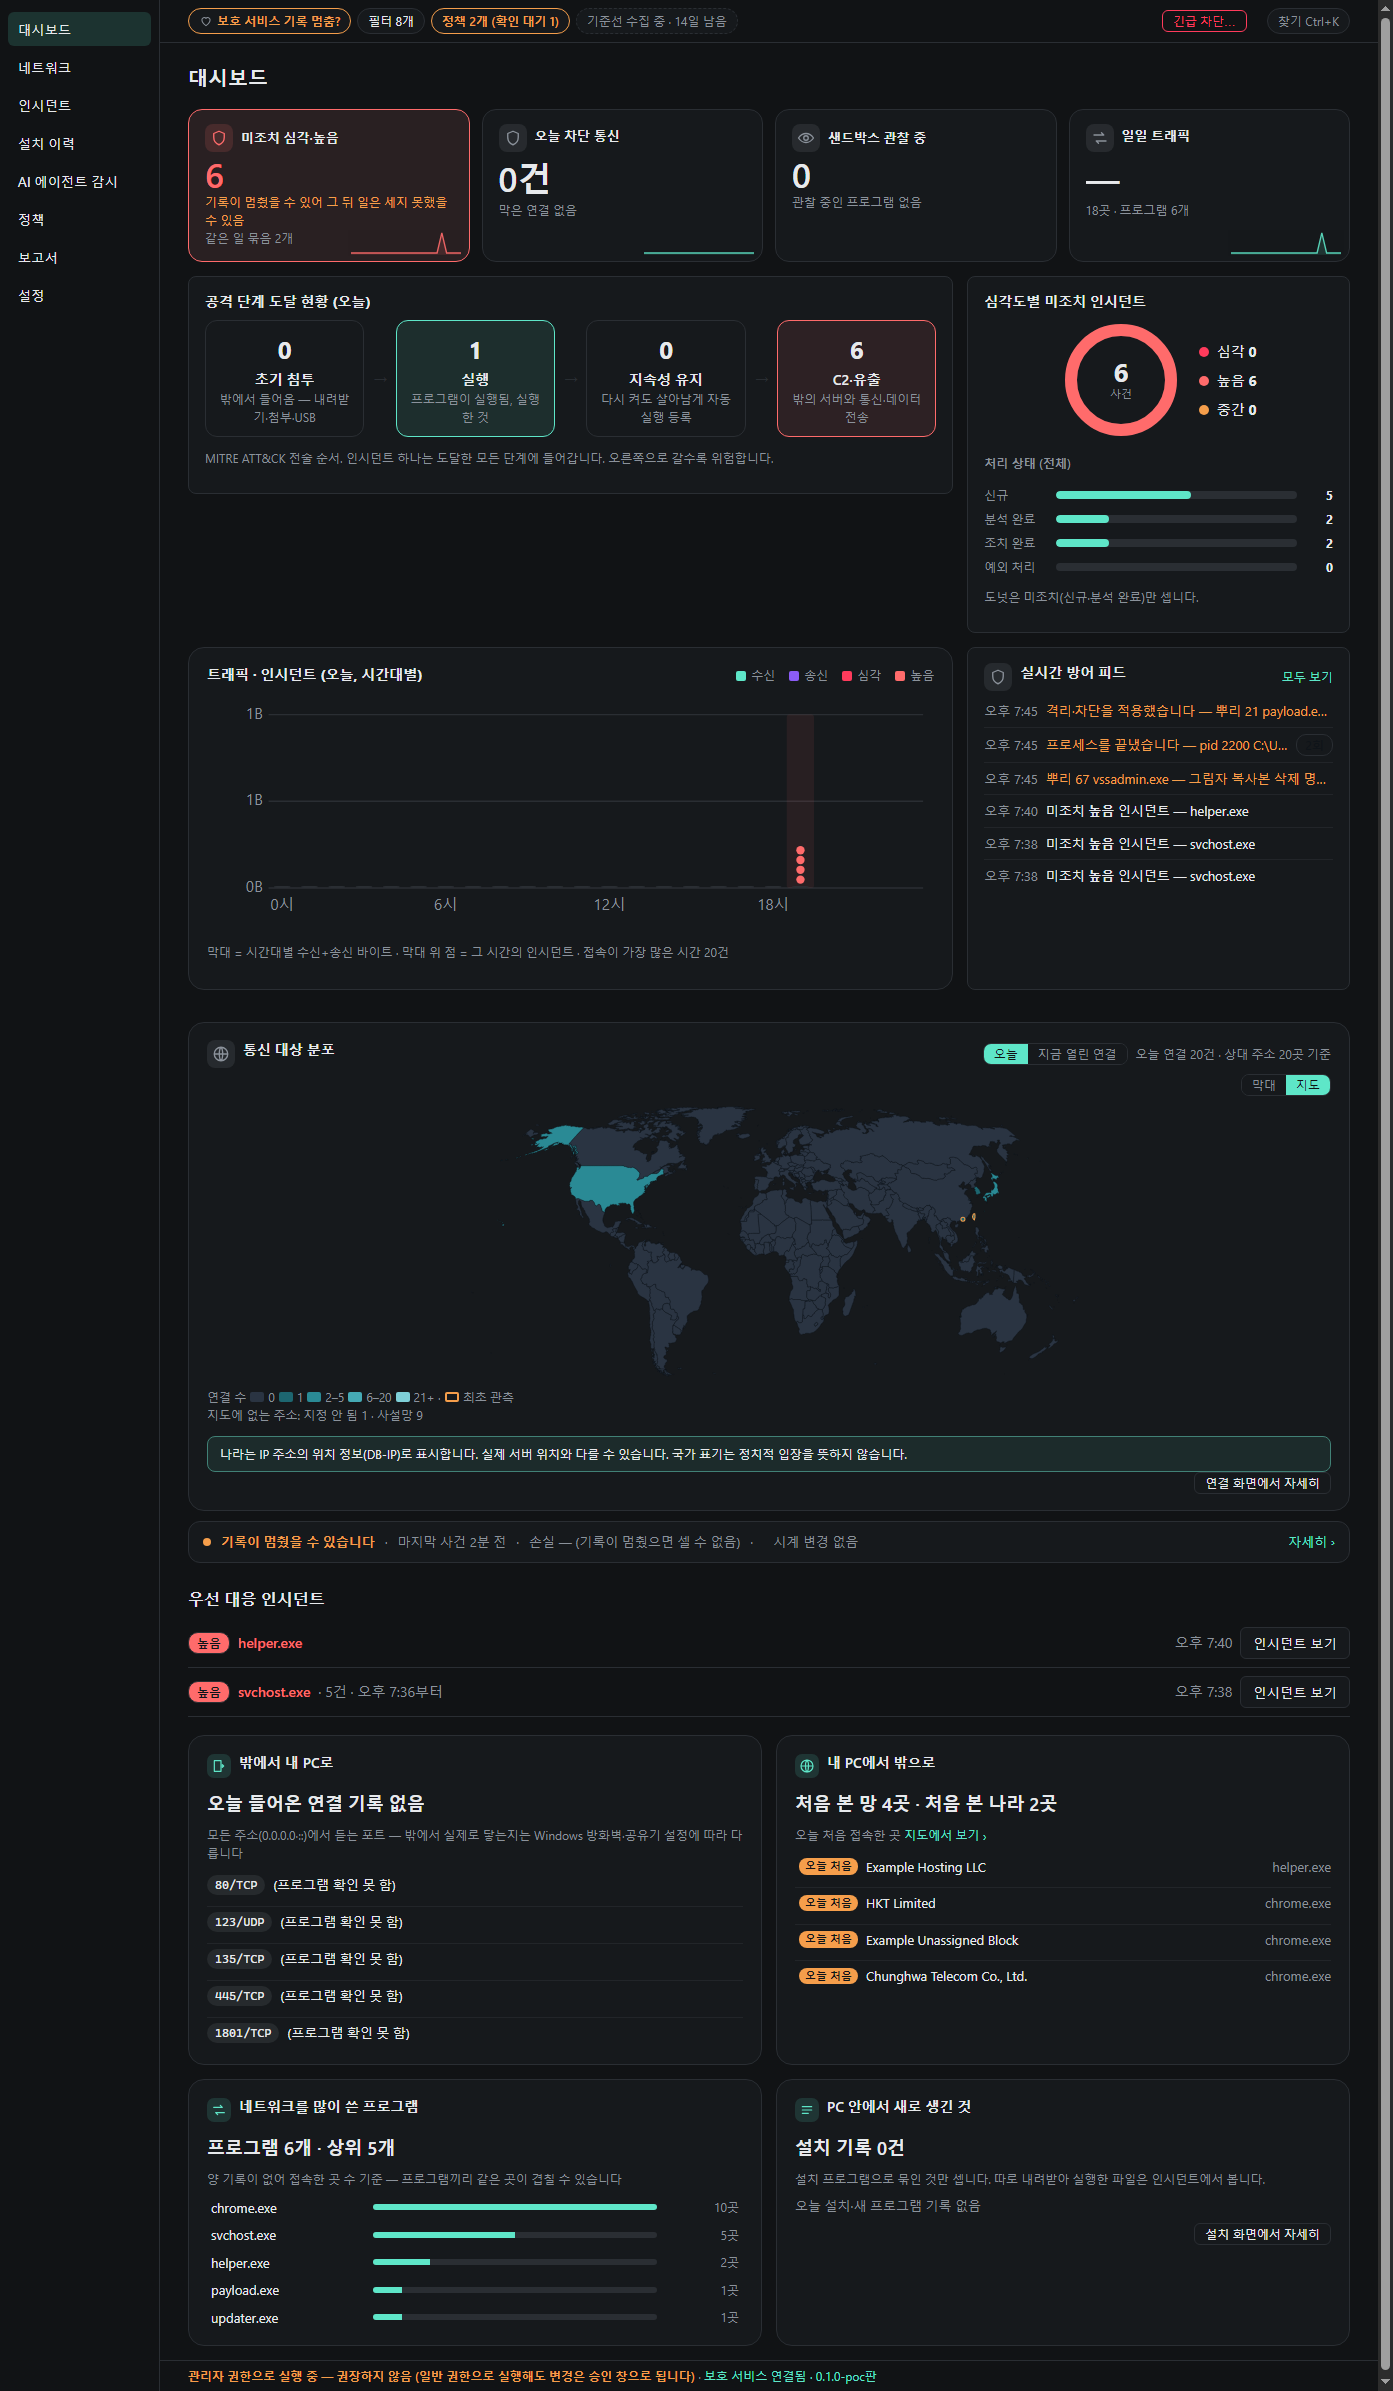 대시보드
네트워크
인시던트
설치 이력
AI 에이전트 감시
정책
보고서
설정
보호 서비스 기록 멈춤?
필터 8개
정책 2개 (확인 대기 1)
기준선 수집 중 · 14일 남음
긴급 차단...
찾기 Ctrl+K
대시보드
미조치 심각·높음
6
기록이 멈췄을 수 있어 그 뒤 일은 세지 못했을
수 있음
같은 일 묶음 2개
오늘 차단 통신
0건
막은 연결 없음
샌드박스 관찰 중
0
관찰 중인 프로그램 없음
일일 트래픽
—
18곳 · 프로그램 6개
공격 단계 도달 현황 (오늘)
0
초기 침투
밖에서 들어옴 — 내려받
기·첨부·USB
→
1
실행
프로그램이 실행됨, 실행
한 것
→
0
지속성 유지
다시 켜도 살아남게 자동
실행 등록
→
6
C2·유출
밖의 서버와 통신·데이터
전송
MITRE ATT&CK 전술 순서. 인시던트 하나는 도달한 모든 단계에 들어갑니다. 오른쪽으로 갈수록 위험합니다.
심각도별 미조치 인시던트
6
사건
심각 0
높음 6
중간 0
처리 상태 (전체)
신규 5
분석 완료 2
조치 완료 2
예외 처리 0
도넛은 미조치(신규·분석 완료)만 셉니다.
트래픽 · 인시던트 (오늘, 시간대별)
수신 송신 심각 높음
1B
1B
0B
0시 6시 12시 18시
막대 = 시간대별 수신+송신 바이트 · 막대 위 점 = 그 시간의 인시던트 · 접속이 가장 많은 시간 20건
실시간 방어 피드
모두 보기
오후 7:45 격리·차단을 적용했습니다 — 뿌리 21 payload.e...
오후 7:45 프로세스를 끝냈습니다 — pid 2200 C:\U...
오후 7:45 뿌리 67 vssadmin.exe — 그림자 복사본 삭제 명...
오후 7:40 미조치 높음 인시던트 — helper.exe
오후 7:38 미조치 높음 인시던트 — svchost.exe
오후 7:38 미조치 높음 인시던트 — svchost.exe
통신 대상 분포
오늘 지금 열린 연결 오늘 연결 20건 · 상대 주소 20곳 기준
막대 지도
연결 수 0 1 2–5 6–20 21+ · 최초 관측
지도에 없는 주소: 지정 안 됨 1 · 사설망 9
나라는 IP 주소의 위치 정보(DB-IP)로 표시합니다. 실제 서버 위치와 다를 수 있습니다. 국가 표기는 정치적 입장을 뜻하지 않습니다.
연결 화면에서 자세히
기록이 멈췄을 수 있습니다 · 마지막 사건 2분 전 · 손실 — (기록이 멈췄으면 셀 수 없음) · 시계 변경 없음
자세히 ›
우선 대응 인시던트
높음 helper.exe 오후 7:40 인시던트 보기
높음 svchost.exe · 5건 · 오후 7:36부터 오후 7:38 인시던트 보기
밖에서 내 PC로
오늘 들어온 연결 기록 없음
모든 주소(0.0.0.0·::)에서 듣는 포트 — 밖에서 실제로 닿는지는 Windows 방화벽·공유기 설정에 따라 다
릅니다
80/TCP (프로그램 확인 못 함)
123/UDP (프로그램 확인 못 함)
135/TCP (프로그램 확인 못 함)
445/TCP (프로그램 확인 못 함)
1801/TCP (프로그램 확인 못 함)
내 PC에서 밖으로
처음 본 망 4곳 · 처음 본 나라 2곳
오늘 처음 접속한 곳 지도에서 보기 ›
오늘 처음 Example Hosting LLC helper.exe
오늘 처음 HKT Limited chrome.exe
오늘 처음 Example Unassigned Block chrome.exe
오늘 처음 Chunghwa Telecom Co., Ltd. chrome.exe
네트워크를 많이 쓴 프로그램
프로그램 6개 · 상위 5개
양 기록이 없어 접속한 곳 수 기준 — 프로그램끼리 같은 곳이 겹칠 수 있습니다
chrome.exe 10곳
svchost.exe 5곳
helper.exe 2곳
payload.exe 1곳
updater.exe 1곳
PC 안에서 새로 생긴 것
설치 기록 0건
설치 프로그램으로 묶인 것만 셉니다. 따로 내려받아 실행한 파일은 인시던트에서 봅니다.
오늘 설치·새 프로그램 기록 없음
설치 화면에서 자세히
관리자 권한으로 실행 중 — 권장하지 않음 (일반 권한으로 실행해도 변경은 승인 창으로 됩니다) · 보호 서비스 연결됨 · 0.1.0-poc판